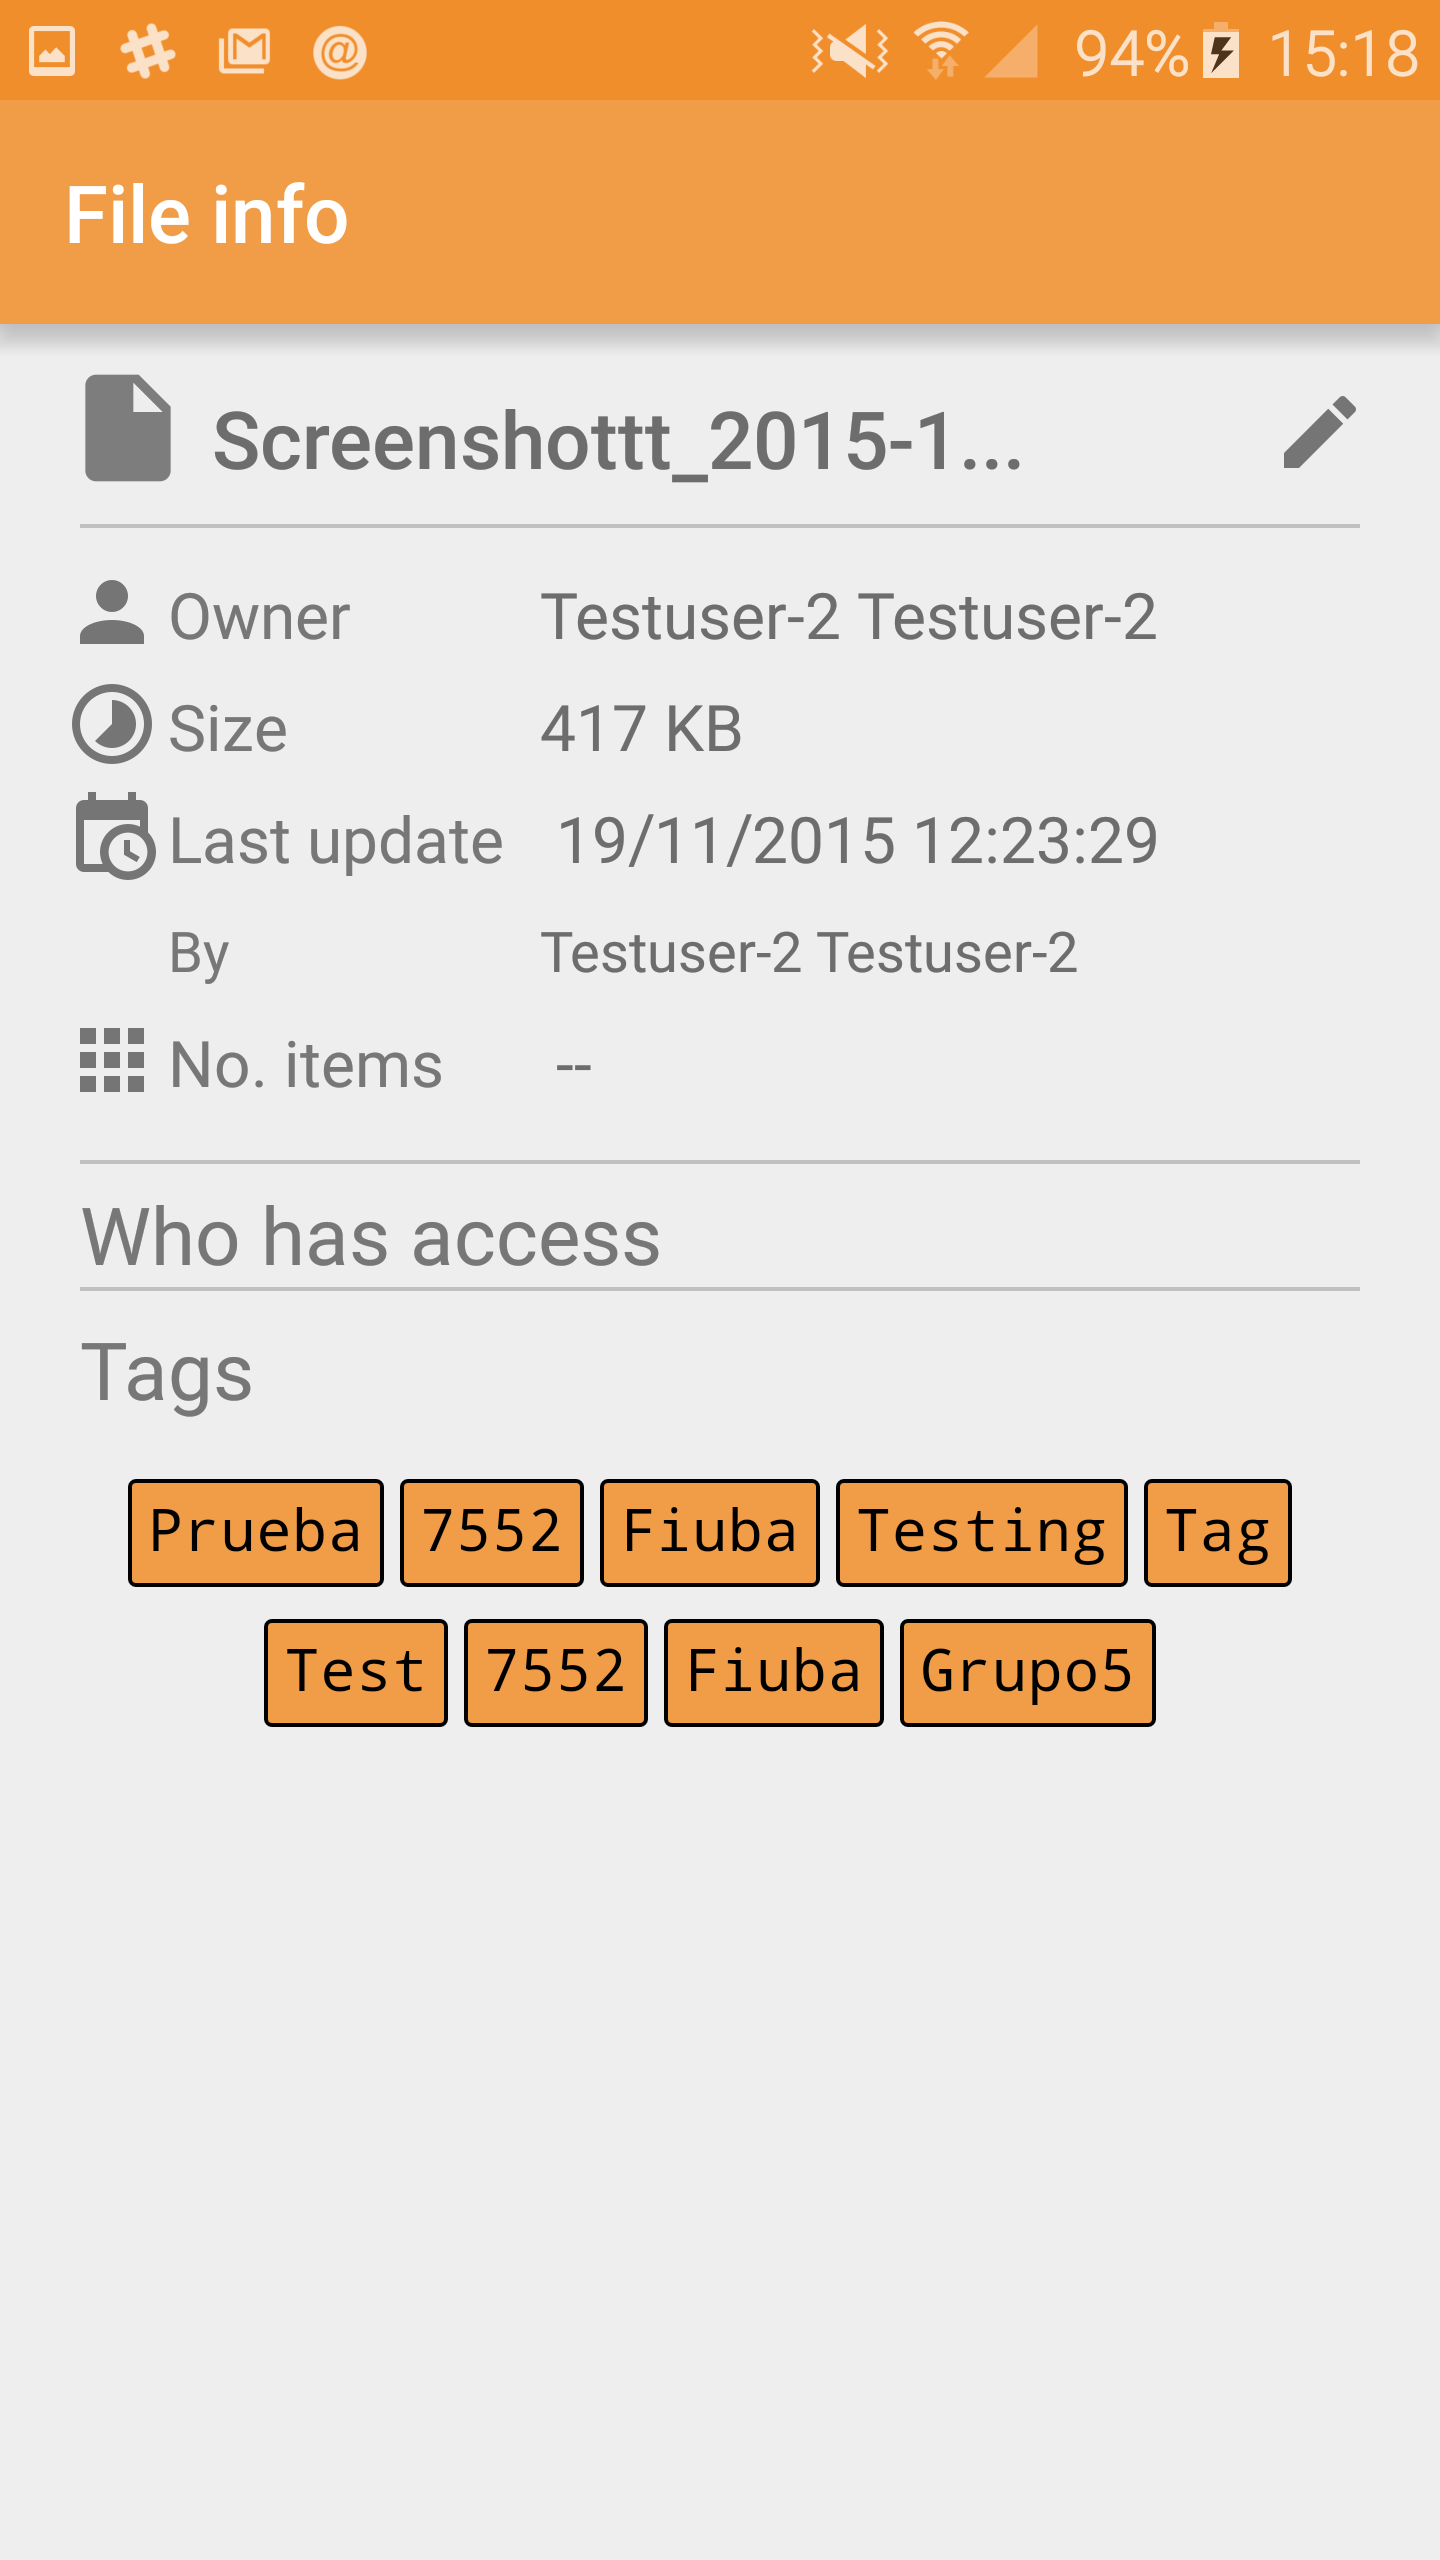 94% 15:18
File info
Screenshottt_2015-1...
Owner Testuser-2 Testuser-2
Size 417 KB
Last update 19/11/2015 12:23:29
By Testuser-2 Testuser-2
No. items --
Who has access
Tags
Prueba 7552 Fiuba Testing Tag
Test 7552 Fiuba Grupo5